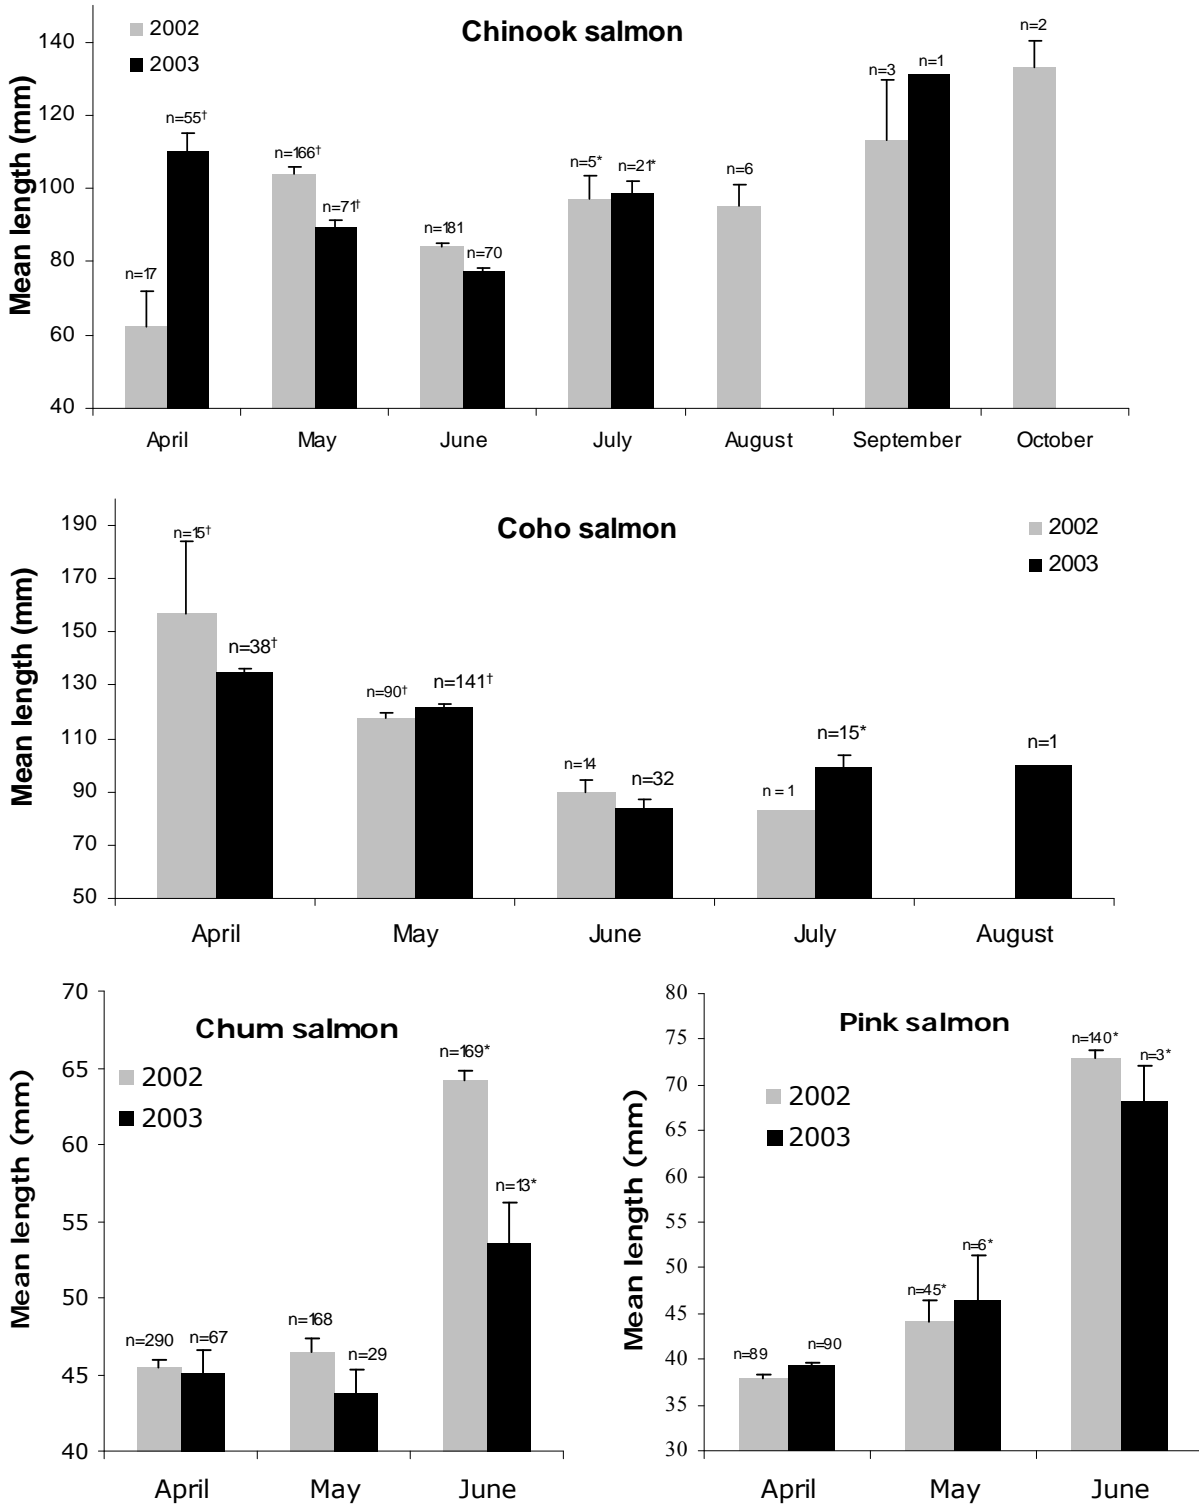 Chinook salmon
2002
2003
Mean length (mm)
140
120
100
80
60
40
n=17
n=55†
n=166†
n=71†
n=181
n=70
n=5*
n=21*
n=6
n=3
n=1
n=2
April May June July August September October
Coho salmon
2002
2003
Mean length (mm)
190
170
150
130
110
90
70
50
n=15†
n=38†
n=90†
n=141†
n=14
n=32
n = 1
n=15*
n=1
April May June July August
Chum salmon
2002
2003
Mean length (mm)
70
65
60
55
50
45
40
n=290
n=67
n=168
n=29
n=169*
n=13*
April May June
Pink salmon
2002
2003
Mean length (mm)
80
75
70
65
60
55
50
45
40
35
30
n=89
n=90
n=45*
n=6*
n=140*
n=3*
April May June